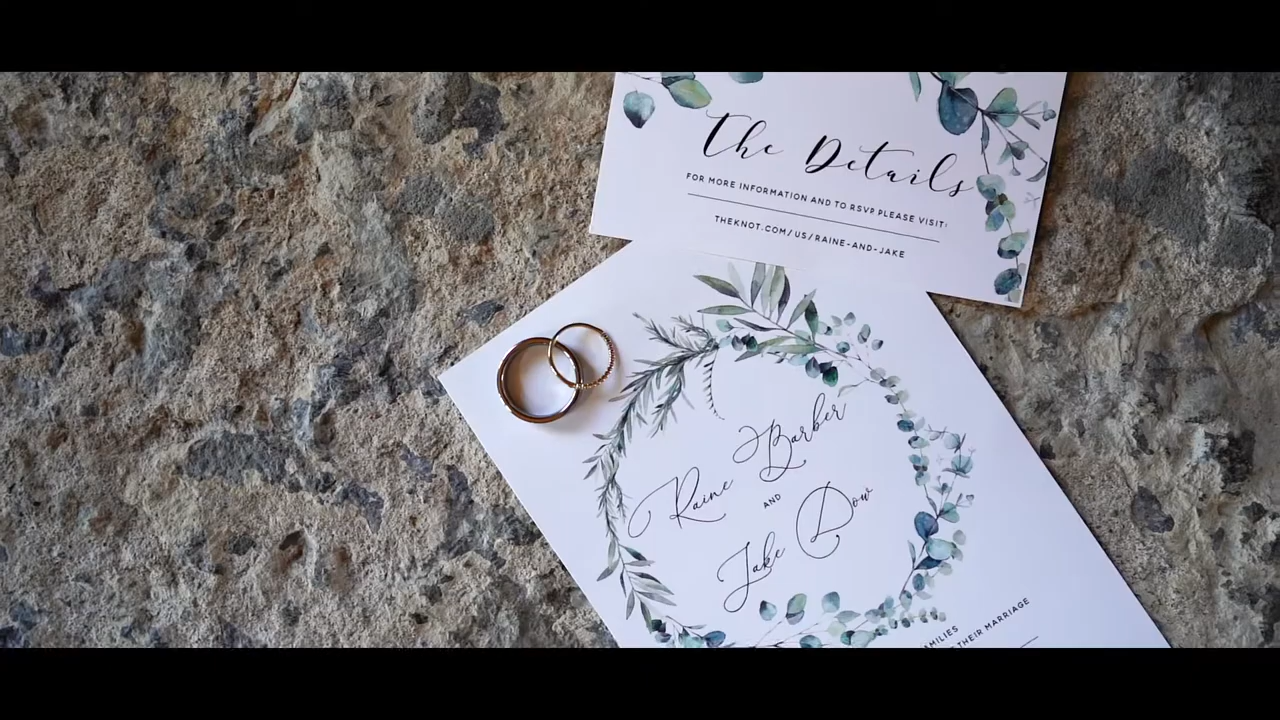 The Details
FOR MORE INFORMATION AND TO RSVP PLEASE VISIT:
THEKNOT.COM/US/RAINE-AND-JAKE
Raine Barber
AND
Jake Dow
THEIR MARRIAGE